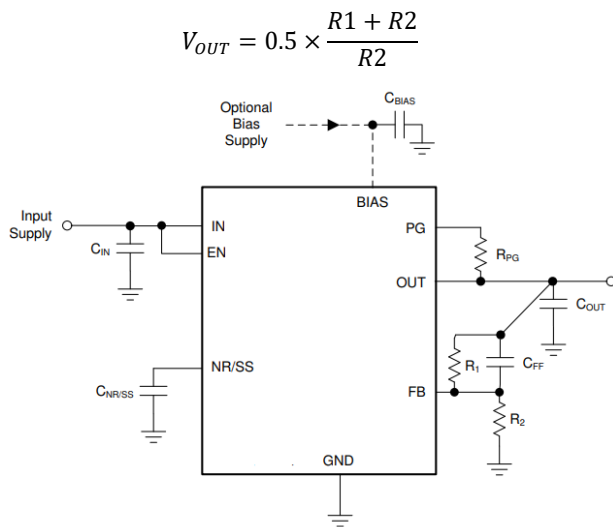 V_OUT = 0.5 × (R1 + R2) / R2
C_BIAS
Optional
Bias
Supply
BIAS
Input
Supply
IN
PG
C_IN
EN
R_PG
OUT
C_OUT
NR/SS
R_1
C_FF
C_NR/SS
FB
R_2
GND